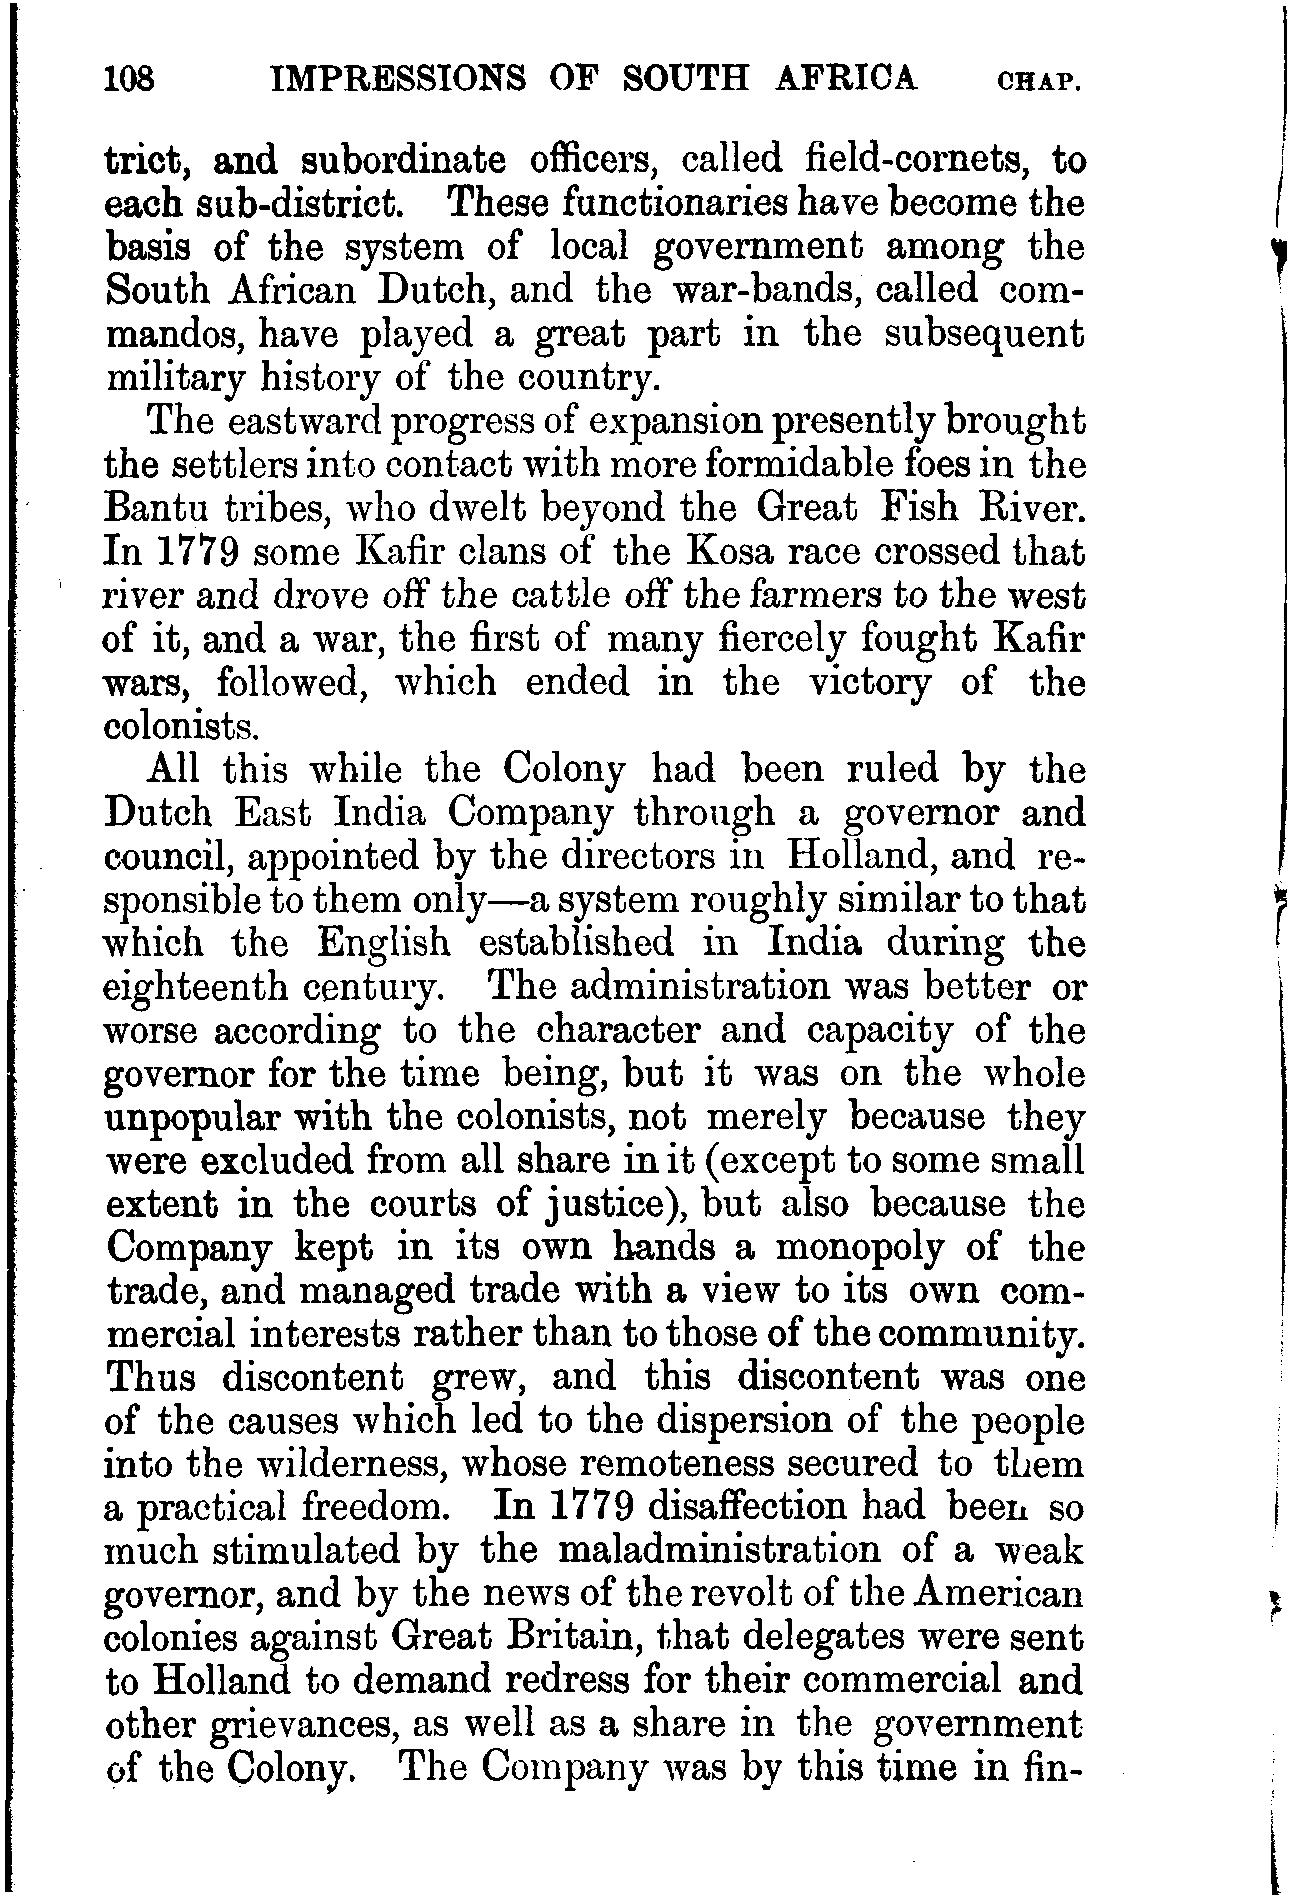 108 IMPRESSIONS OF SOUTH AFRICA CHAP.
trict, and subordinate officers, called field-cornets, to
each sub-district. These functionaries have become the
basis of the system of local government among the
South African Dutch, and the war-bands, called com-
mandos, have played a great part in the subsequent
military history of the country.
The eastward progress of expansion presently brought
the settlers into contact with more formidable foes in the
Bantu tribes, who dwelt beyond the Great Fish River.
In 1779 some Kafir clans of the Kosa race crossed that
river and drove off the cattle off the farmers to the west
of it, and a war, the first of many fiercely fought Kafir
wars, followed, which ended in the victory of the
colonists.
All this while the Colony had been ruled by the
Dutch East India Company through a governor and
council, appointed by the directors in Holland, and re-
sponsible to them only—a system roughly similar to that
which the English established in India during the
eighteenth century. The administration was better or
worse according to the character and capacity of the
governor for the time being, but it was on the whole
unpopular with the colonists, not merely because they
were excluded from all share in it (except to some small
extent in the courts of justice), but also because the
Company kept in its own hands a monopoly of the
trade, and managed trade with a view to its own com-
mercial interests rather than to those of the community.
Thus discontent grew, and this discontent was one
of the causes which led to the dispersion of the people
into the wilderness, whose remoteness secured to them
a practical freedom. In 1779 disaffection had been so
much stimulated by the maladministration of a weak
governor, and by the news of the revolt of the American
colonies against Great Britain, that delegates were sent
to Holland to demand redress for their commercial and
other grievances, as well as a share in the government
of the Colony. The Company was by this time in fin-